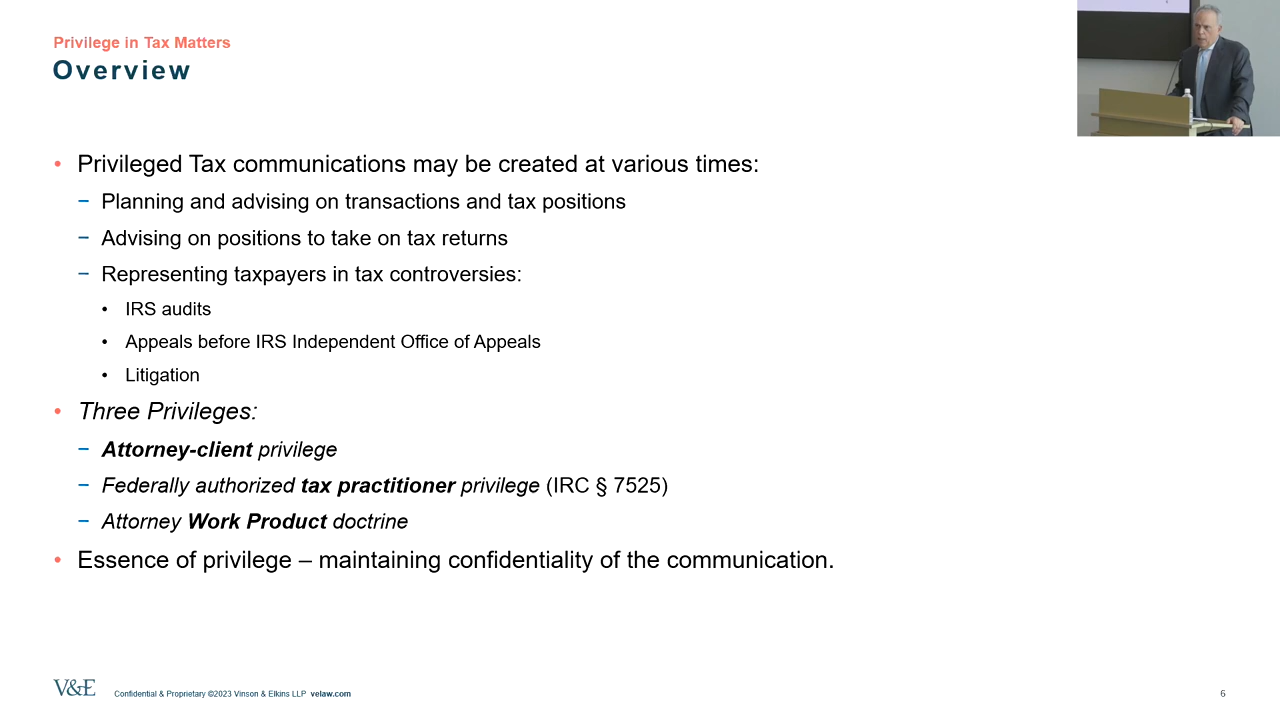 Privilege in Tax Matters
Overview
• Privileged Tax communications may be created at various times:
− Planning and advising on transactions and tax positions
− Advising on positions to take on tax returns
− Representing taxpayers in tax controversies:
• IRS audits
• Appeals before IRS Independent Office of Appeals
• Litigation
• Three Privileges:
− Attorney-client privilege
− Federally authorized tax practitioner privilege (IRC § 7525)
− Attorney Work Product doctrine
• Essence of privilege – maintaining confidentiality of the communication.
V&E Confidential & Proprietary ©2023 Vinson & Elkins LLP velaw.com 6